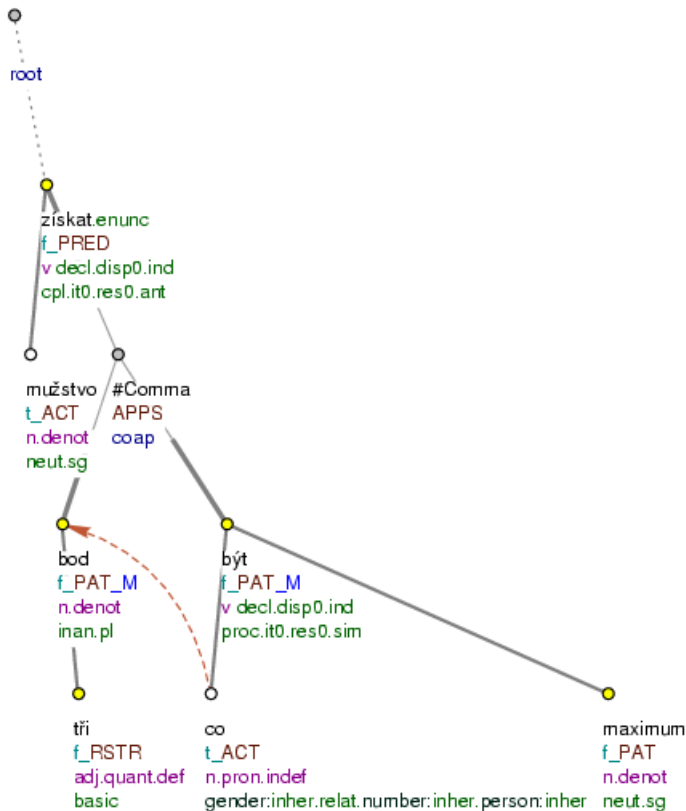 root
získat.enunc
f_PRED
v decl.disp0.ind
cpl.it0.res0.ant
mužstvo
t_ACT
n.denot
neut.sg
#Comma
APPS
coap
bod
f_PAT_M
n.denot
inan.pl
být
f_PAT_M
v decl.disp0.ind
proc.it0.res0.sim
tři
f_RSTR
adj.quant.def
basic
co
t_ACT
n.pron.indef
gender:inher.relat.number:inher.person:inher
maximum
f_PAT
n.denot
neut.sg